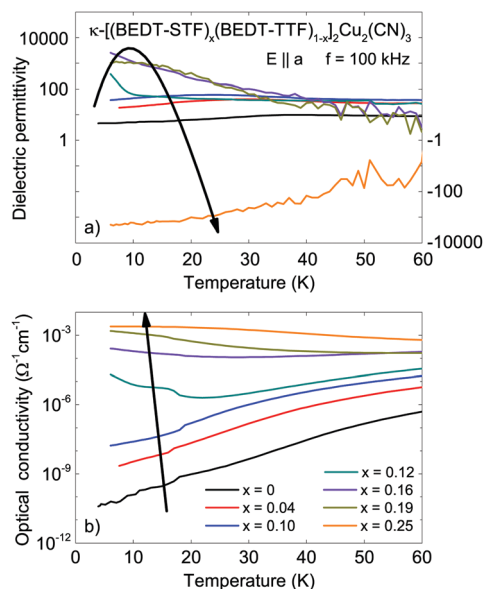 κ-[(BEDT-STF)x(BEDT-TTF)1-x]2Cu2(CN)3
E || a f = 100 kHz
10000
100
1
-1
-100
-10000
Dielectric permittivity
a)
0 10 20 30 40 50 60
Temperature (K)
10-3
10-6
10-9
10-12
Optical conductivity (Ω-1cm-1)
x = 0
x = 0.04
x = 0.10
x = 0.12
x = 0.16
x = 0.19
x = 0.25
b)
0 10 20 30 40 50 60
Temperature (K)